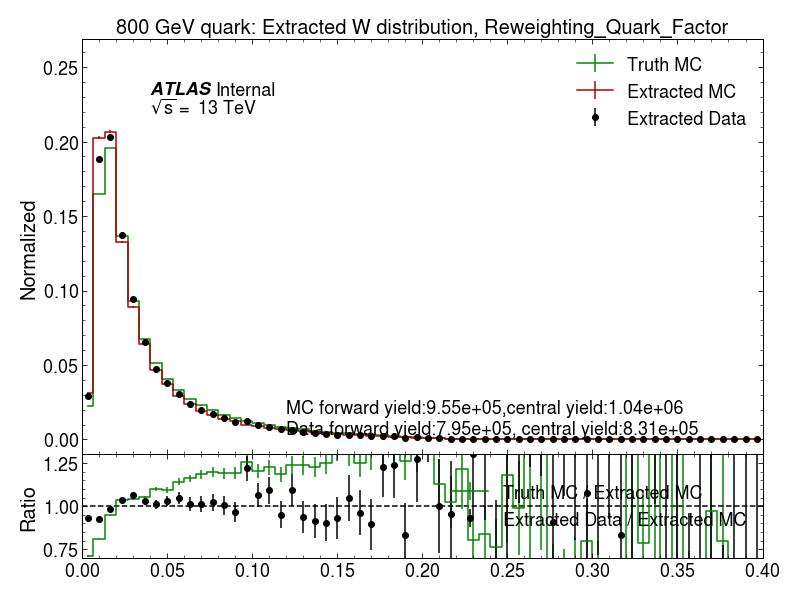 800 GeV quark: Extracted W distribution, Reweighting_Quark_Factor
ATLAS Internal
√s = 13 TeV
Truth MC
Extracted MC
Extracted Data
Normalized
0.25
0.20
0.15
0.10
0.05
0.00
MC forward yield:9.55e+05,central yield:1.04e+06
Data forward yield:7.95e+05, central yield:8.31e+05
Ratio
1.25
1.00
0.75
Truth MC / Extracted MC
Extracted Data / Extracted MC
0.00 0.05 0.10 0.15 0.20 0.25 0.30 0.35 0.40